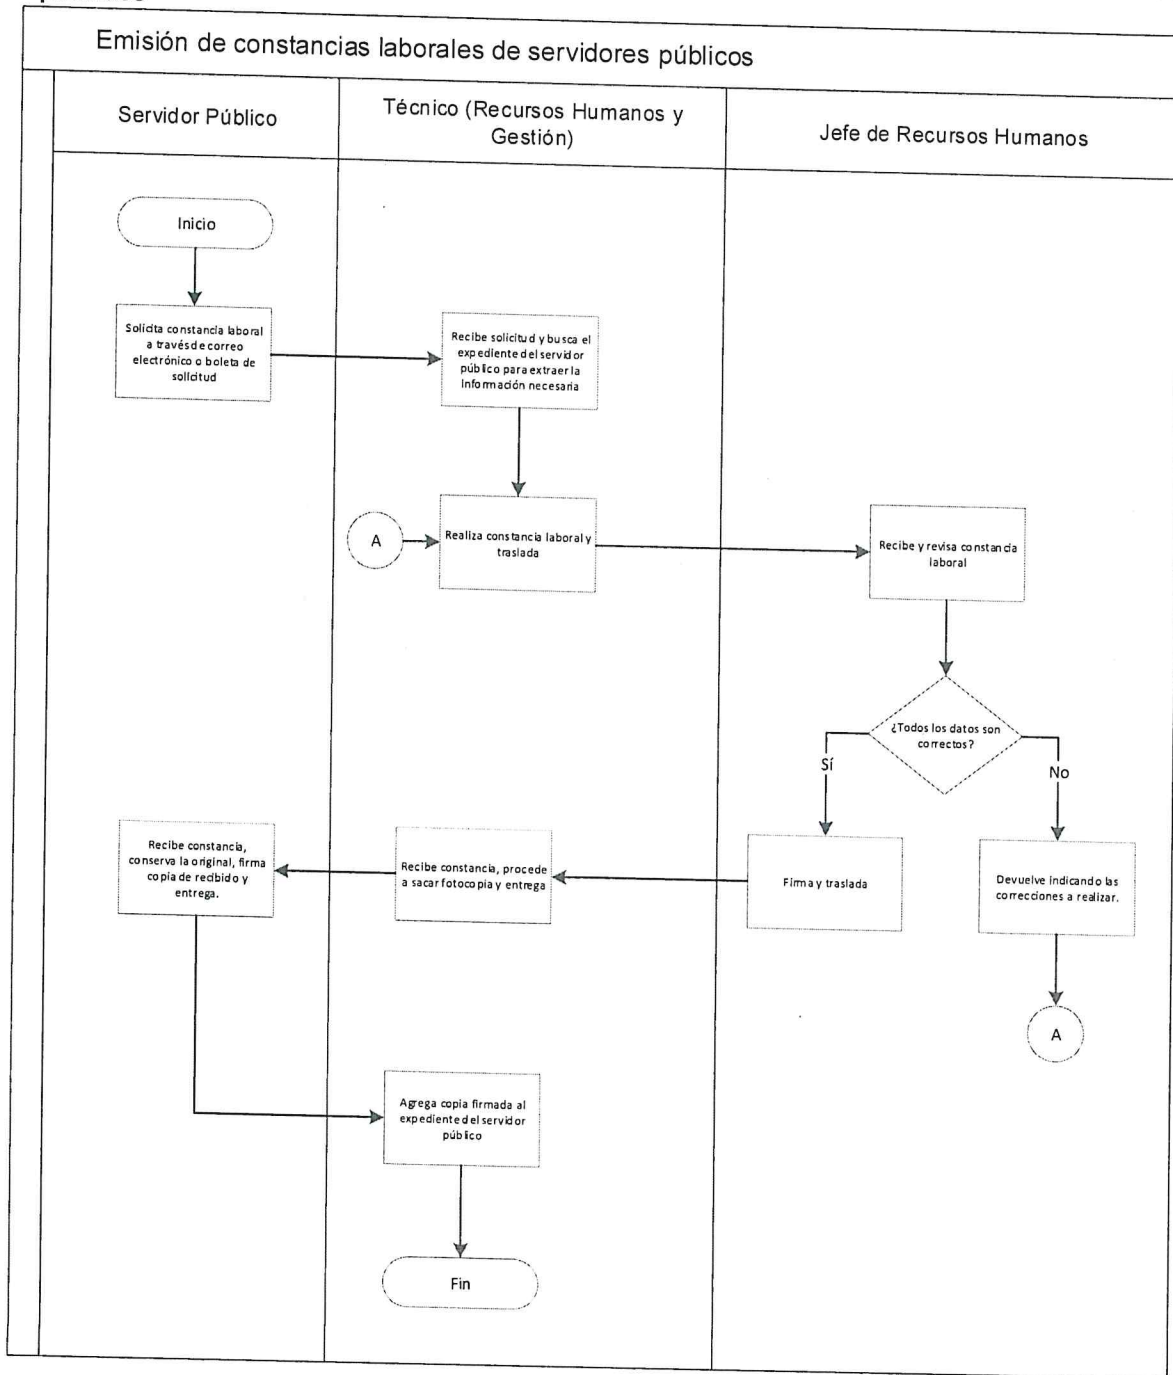 Emisión de constancias laborales de servidores públicos
Servidor Público
Técnico (Recursos Humanos y
Gestión)
Jefe de Recursos Humanos
Inicio
Solicita constancia laboral
a través de correo
electrónico o boleta de
solicitud
Recibe solicitud y busca el
expediente del servidor
público para extraer la
información necesaria
A
Realiza constancia laboral y
traslada
Recibe y revisa constancia
laboral
¿Todos los datos son
correctos?
Sí
No
Recibe constancia,
conserva la original, firma
copia de recibido y
entrega.
Recibe constancia, procede
a sacar fotocopia y entrega
Firma y traslada
Devuelve indicando las
correcciones a realizar.
A
Agrega copia firmada al
expediente del servidor
público
Fin